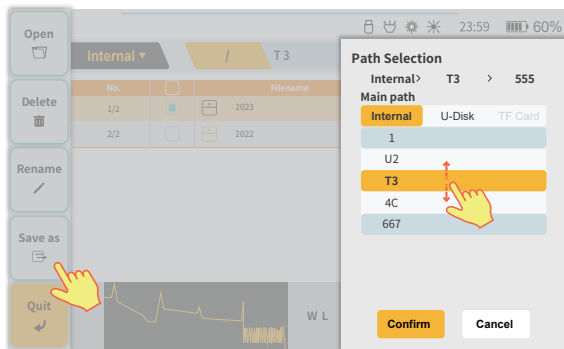 Open
Delete
Rename
Save as
Quit
23:59 60%
Internal ▾ / T3
No. Filename
1/2 2023
2/2 2022
W L
Path Selection
Internal> T3 > 555
Main path
Internal U-Disk TF Card
1
U2
T3
4C
667
Confirm Cancel